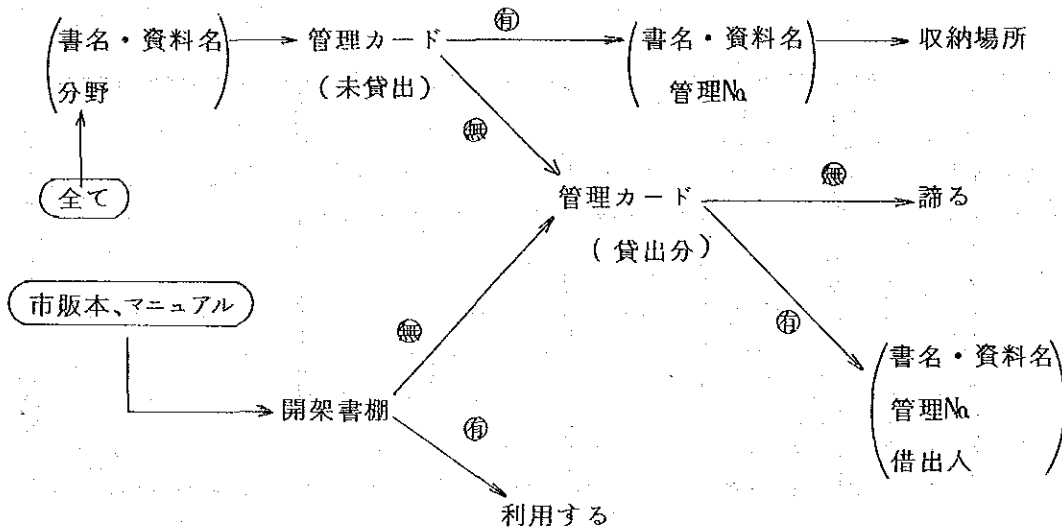 書名・資料名
分野
管理カード
(未貸出)
㊒
書名・資料名
管理№
収納場所
㊚
全て
管理カード
(貸出分)
無
諦る
市販本、マニュアル
無
有
開架書棚
有
利用する
書名・資料名
管理№
借出人